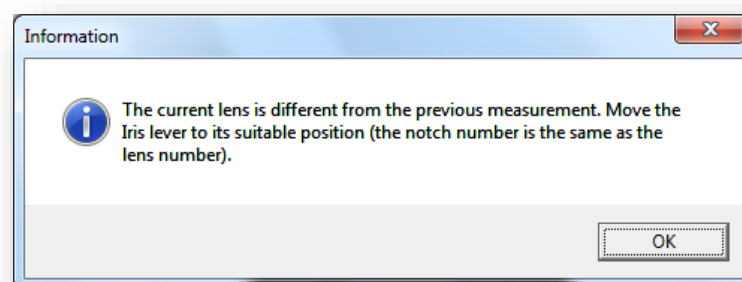 Information
The current lens is different from the previous measurement. Move the
Iris lever to its suitable position (the notch number is the same as the
lens number).
OK